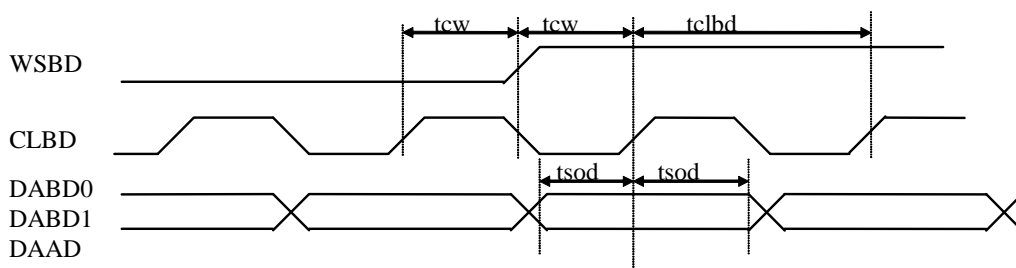 tcw tcw tclbd
WSBD
CLBD
tsod tsod
DABD0
DABD1
DAAD